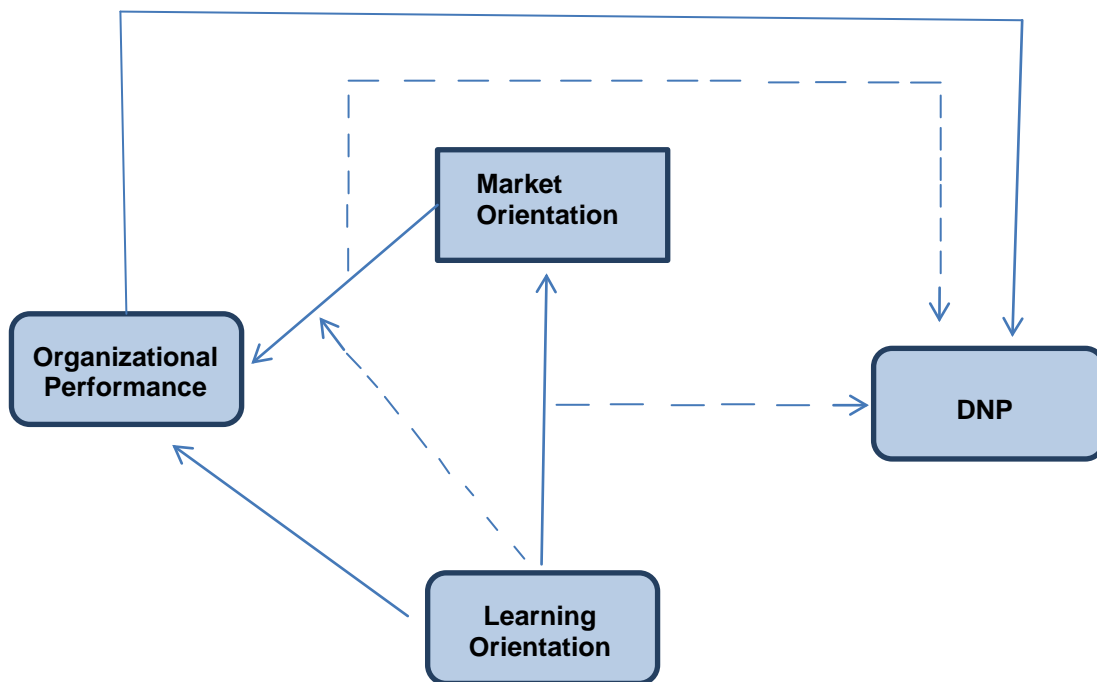 Market
Orientation
Organizational
Performance
DNP
Learning
Orientation